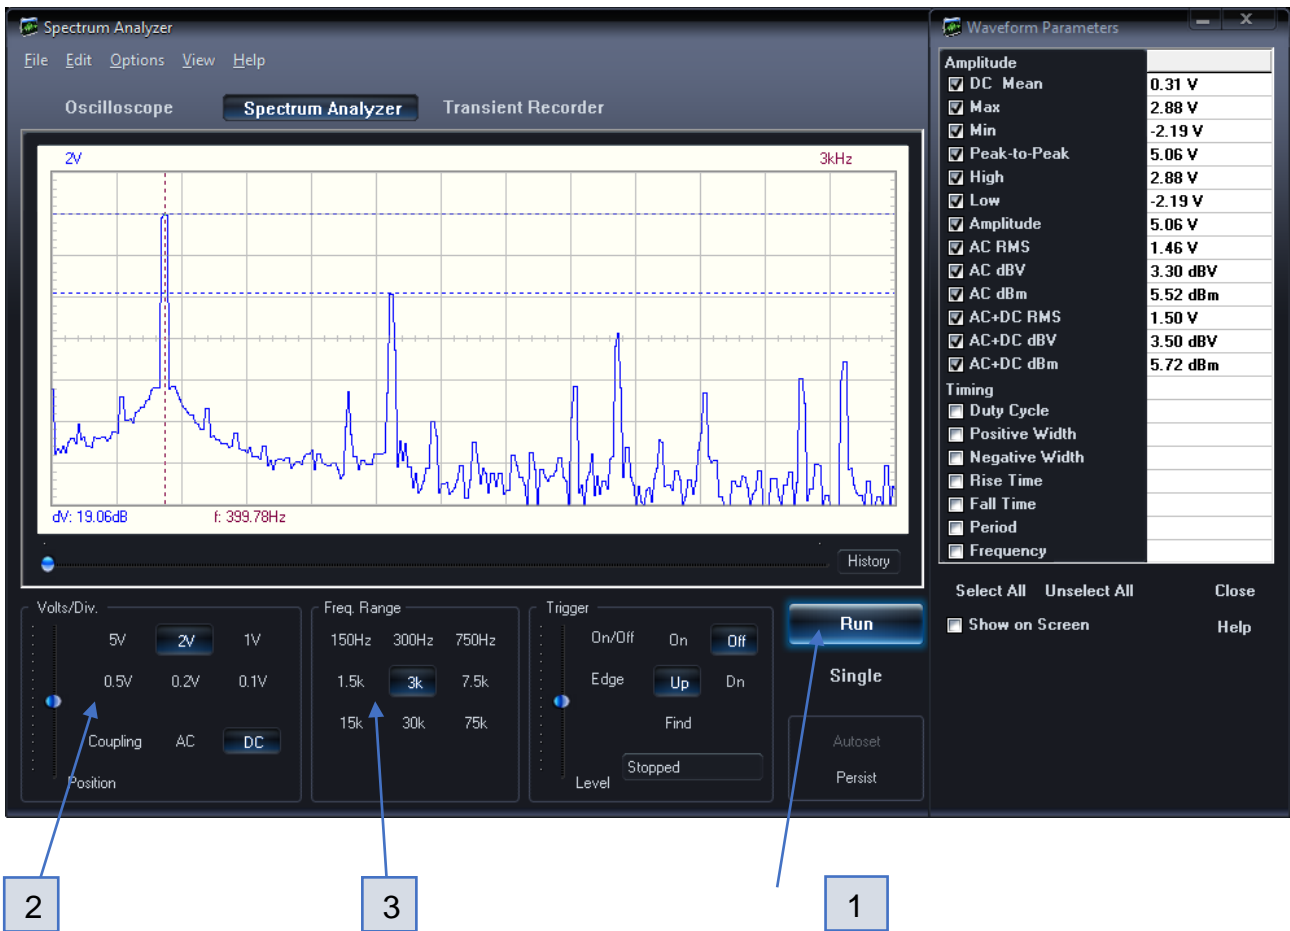 Spectrum Analyzer
File Edit Options View Help
Oscilloscope Spectrum Analyzer Transient Recorder
2V 3kHz
dV: 19.06dB f: 399.78Hz
History
Volts/Div.
5V 2V 1V
0.5V 0.2V 0.1V
Coupling AC DC
Position
Freq. Range
150Hz 300Hz 750Hz
1.5k 3k 7.5k
15k 30k 75k
Trigger
On/Off On Off
Edge Up Dn
Find
Stopped
Level
Run
Single
Autoset
Persist
Waveform Parameters
Amplitude
DC Mean 0.31 V
Max 2.88 V
Min -2.19 V
Peak-to-Peak 5.06 V
High 2.88 V
Low -2.19 V
Amplitude 5.06 V
AC RMS 1.46 V
AC dBV 3.30 dBV
AC dBm 5.52 dBm
AC+DC RMS 1.50 V
AC+DC dBV 3.50 dBV
AC+DC dBm 5.72 dBm
Timing
Duty Cycle
Positive Width
Negative Width
Rise Time
Fall Time
Period
Frequency
Select All Unselect All Close
Show on Screen Help
2 3 1